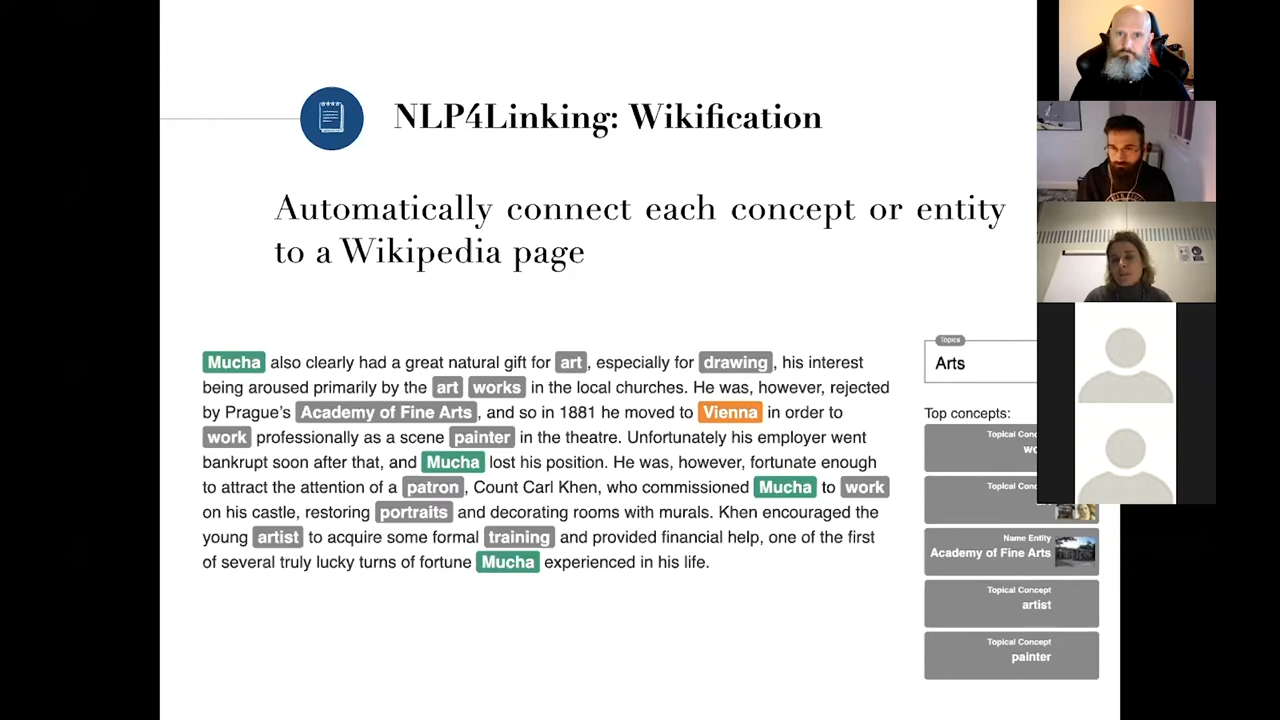 NLP4Linking: Wikification
Automatically connect each concept or entity
to a Wikipedia page
Mucha also clearly had a great natural gift for art, especially for drawing, his interest
being aroused primarily by the art works in the local churches. He was, however, rejected
by Prague's Academy of Fine Arts, and so in 1881 he moved to Vienna in order to
work professionally as a scene painter in the theatre. Unfortunately his employer went
bankrupt soon after that, and Mucha lost his position. He was, however, fortunate enough
to attract the attention of a patron, Count Carl Khen, who commissioned Mucha to work
on his castle, restoring portraits and decorating rooms with murals. Khen encouraged the
young artist to acquire some formal training and provided financial help, one of the first
of several truly lucky turns of fortune Mucha experienced in his life.
Topics
Arts
Top concepts:
Topical
Topical
Name Entity
Academy of Fine Arts
Topical Concept
artist
Topical Concept
painter